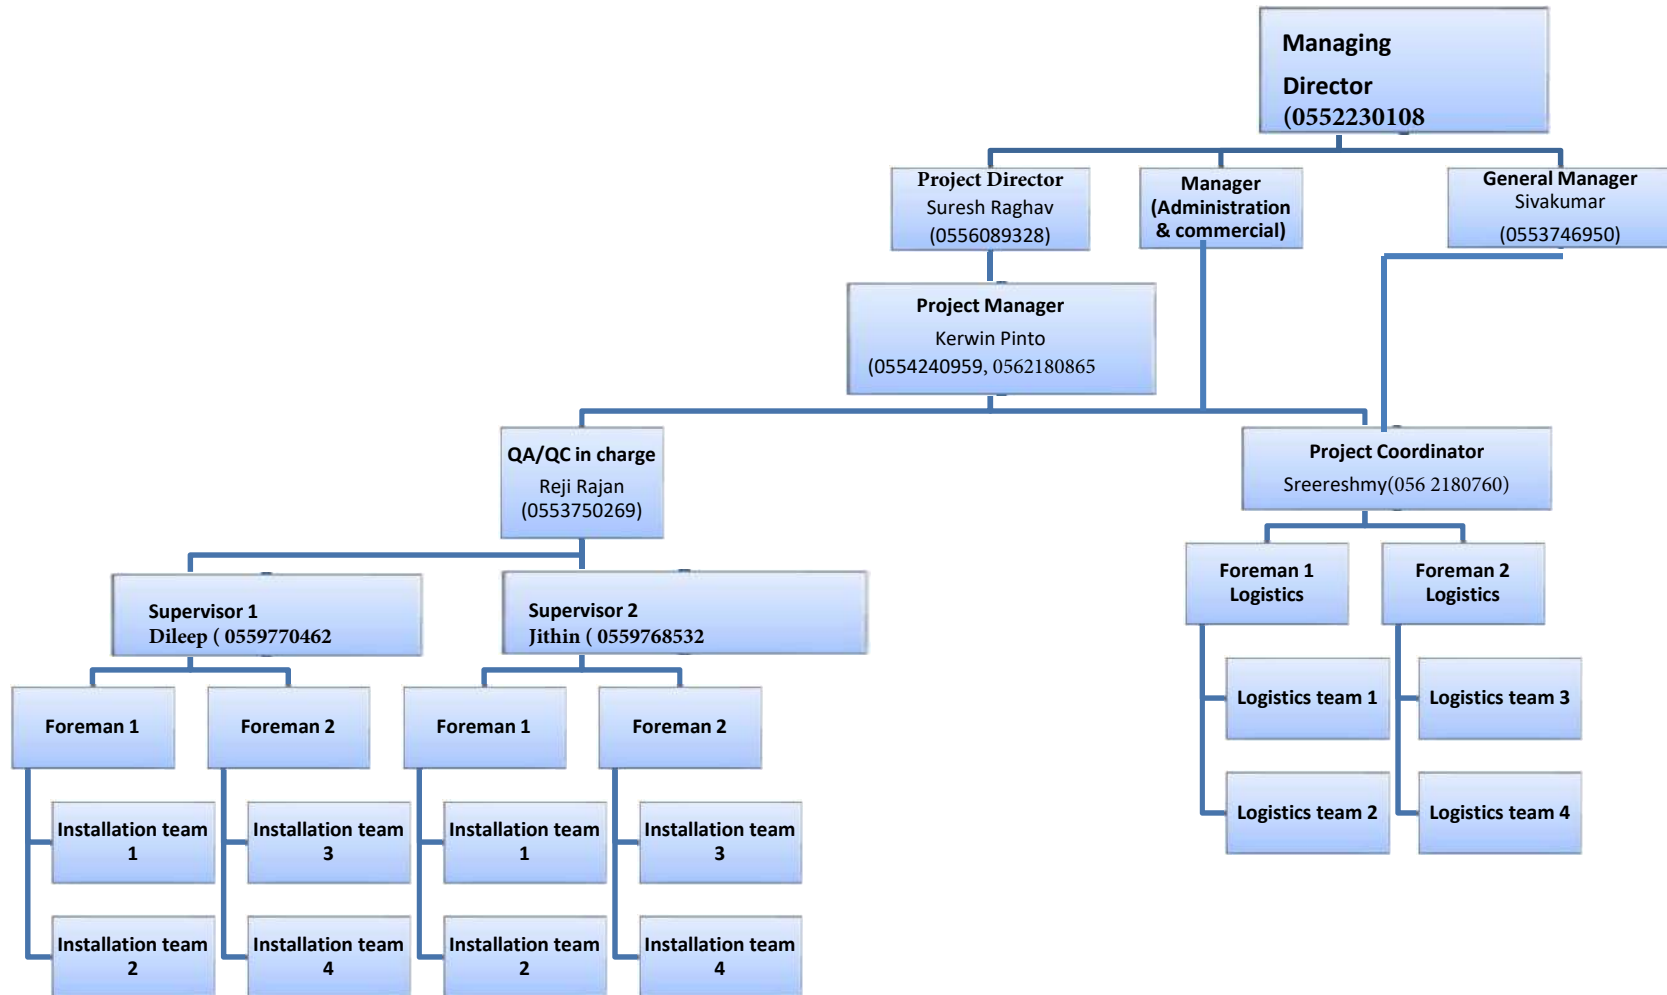 Managing
Director
(0552230108
Project Director
Suresh Raghav
(0556089328)
Manager
(Administration
& commercial)
General Manager
Sivakumar
(0553746950)
Project Manager
Kerwin Pinto
(0554240959, 0562180865
QA/QC in charge
Reji Rajan
(0553750269)
Project Coordinator
Sreereshmy(056 2180760)
Foreman 1
Logistics
Foreman 2
Logistics
Supervisor 1
Dileep ( 0559770462
Supervisor 2
Jithin ( 0559768532
Logistics team 1
Logistics team 3
Foreman 1
Foreman 2
Foreman 1
Foreman 2
Logistics team 2
Logistics team 4
Installation team
1
Installation team
3
Installation team
1
Installation team
3
Installation team
2
Installation team
4
Installation team
2
Installation team
4